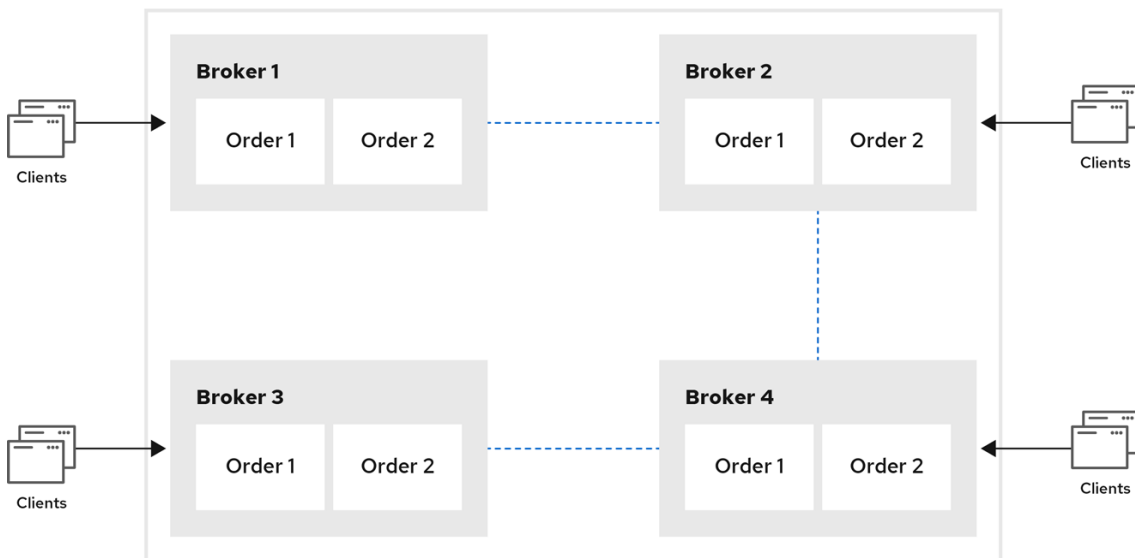 Broker 1
Order 1
Order 2
Broker 2
Order 1
Order 2
Clients
Clients
Broker 3
Order 1
Order 2
Broker 4
Order 1
Order 2
Clients
Clients